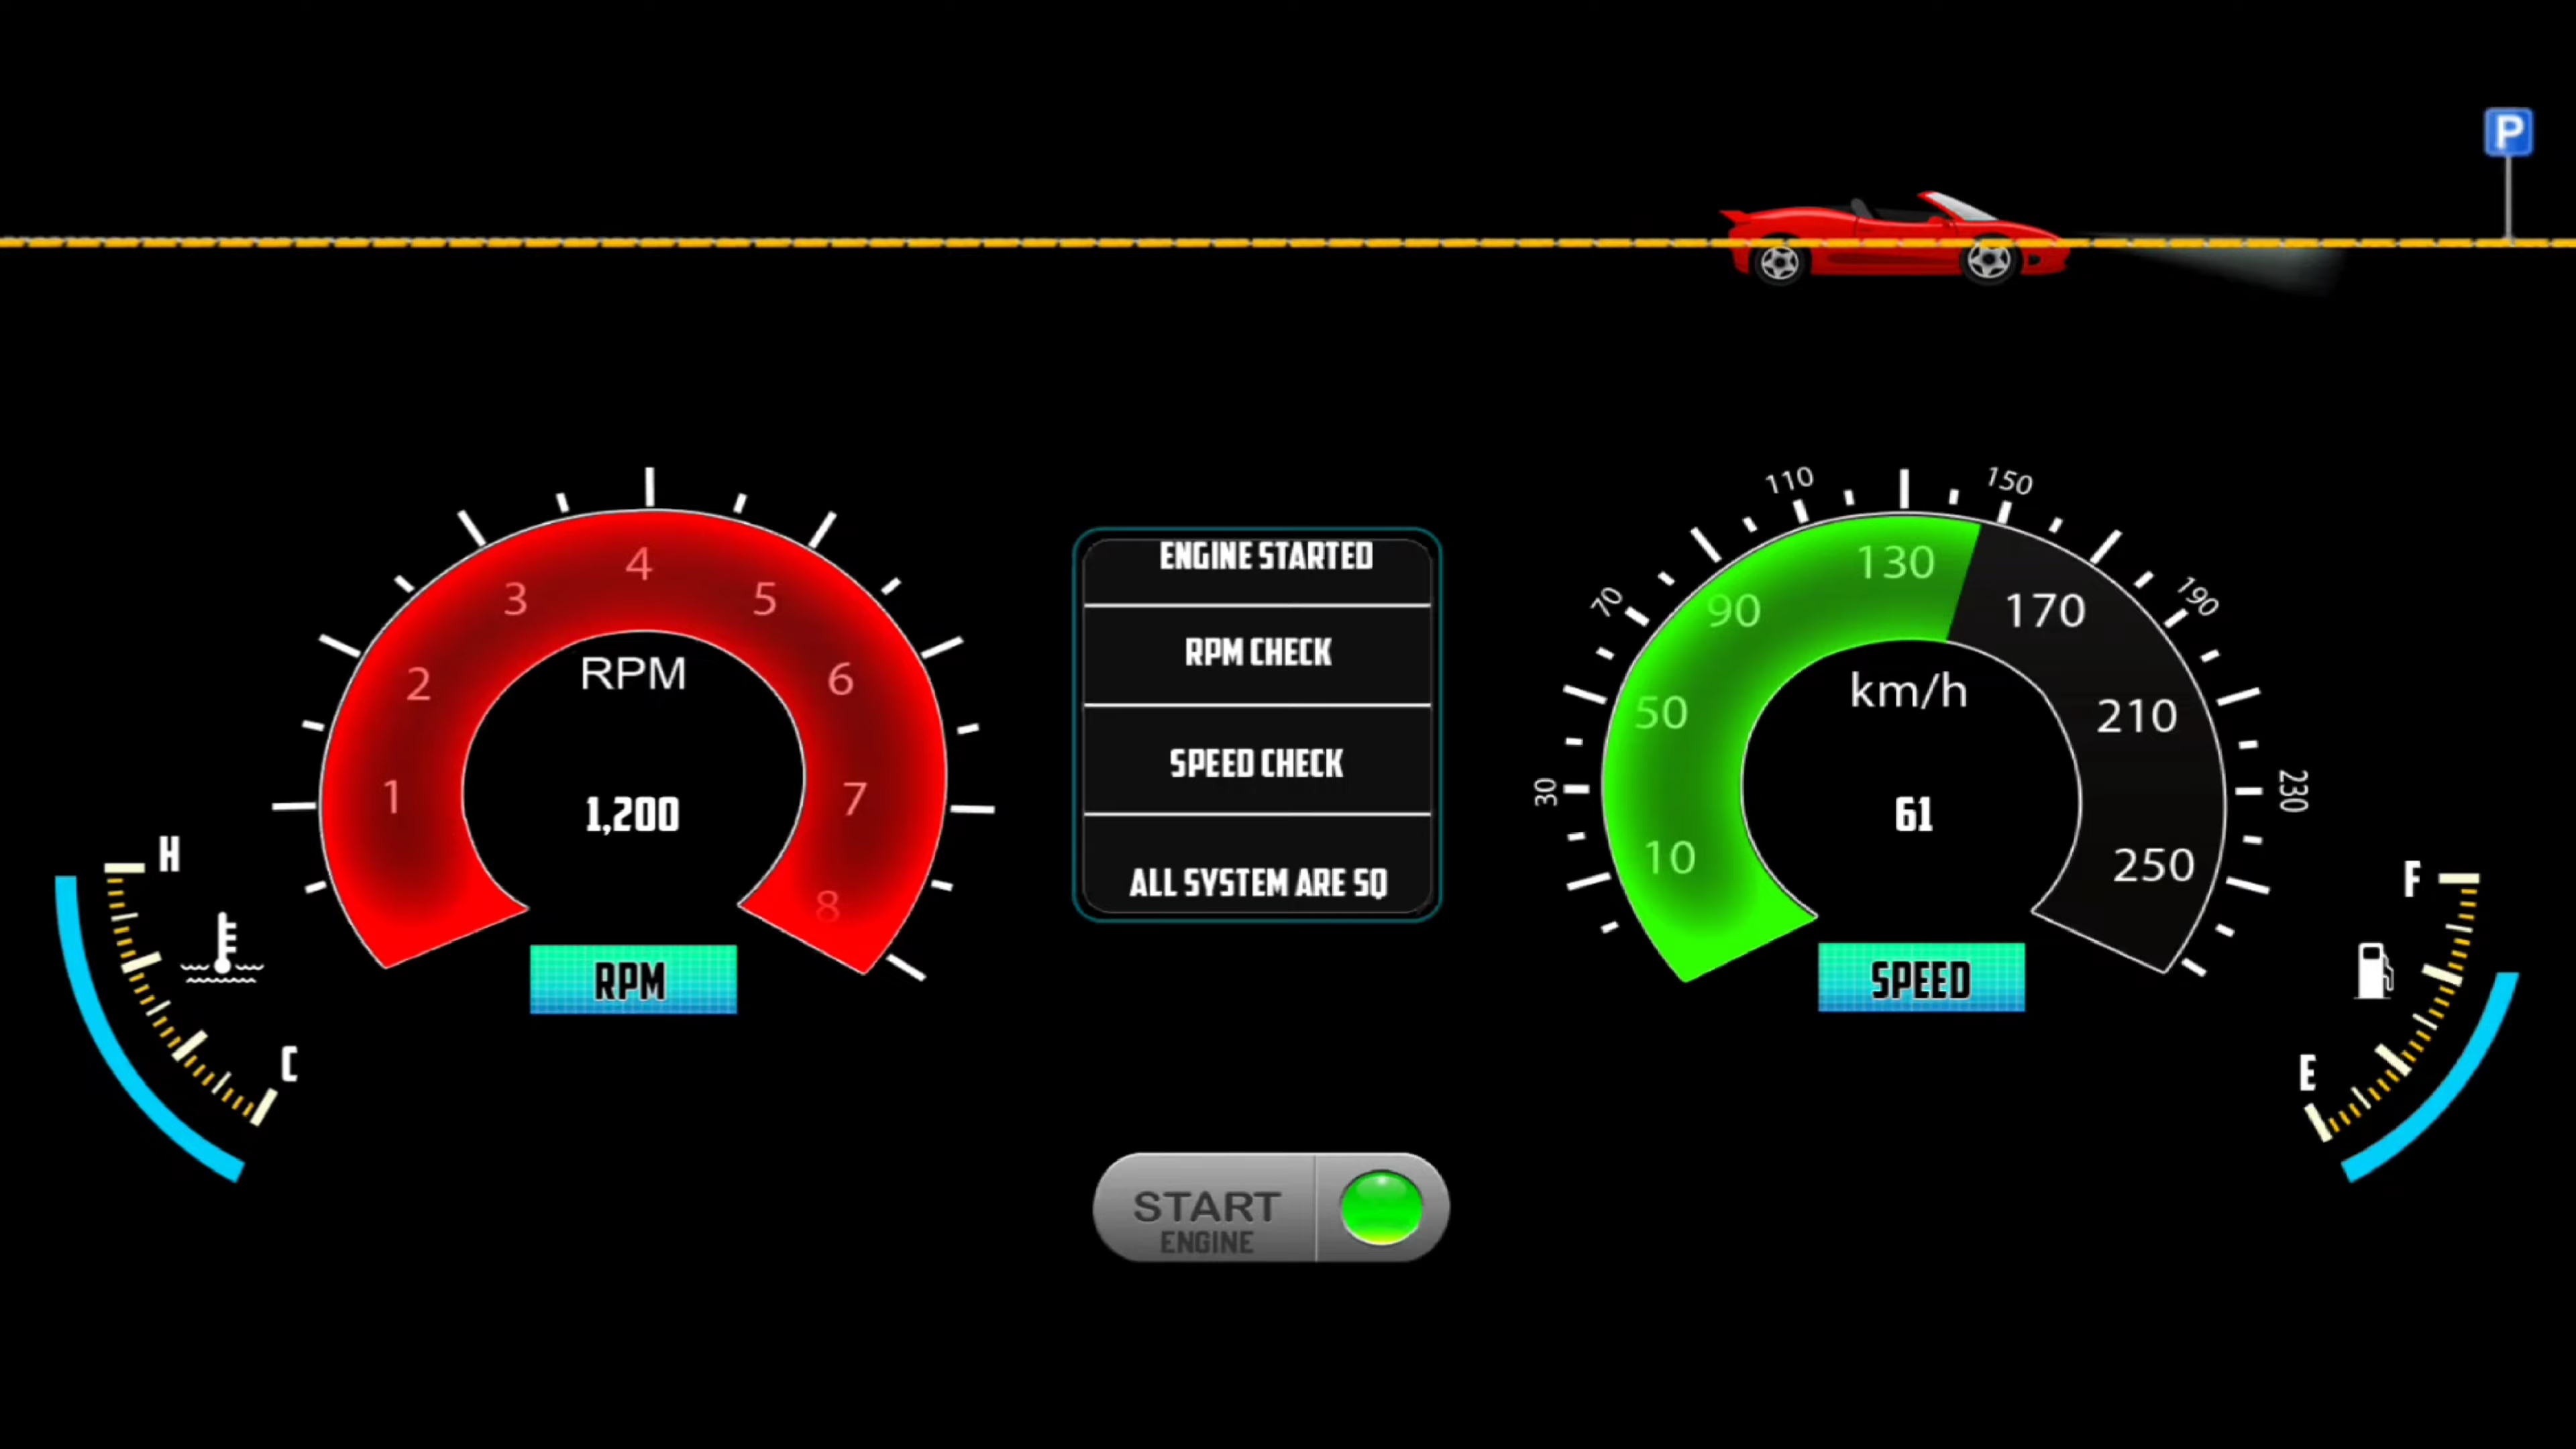 P
110
150
4
130
3
5
90
170
70
190
RPM
2
6
km/h
50
210
1
7
30
230
1,200
61
10
250
8
ENGINE STARTED
RPM CHECK
SPEED CHECK
ALL SYSTEM ARE SQ
H
C
F
E
RPM
SPEED
START
ENGINE